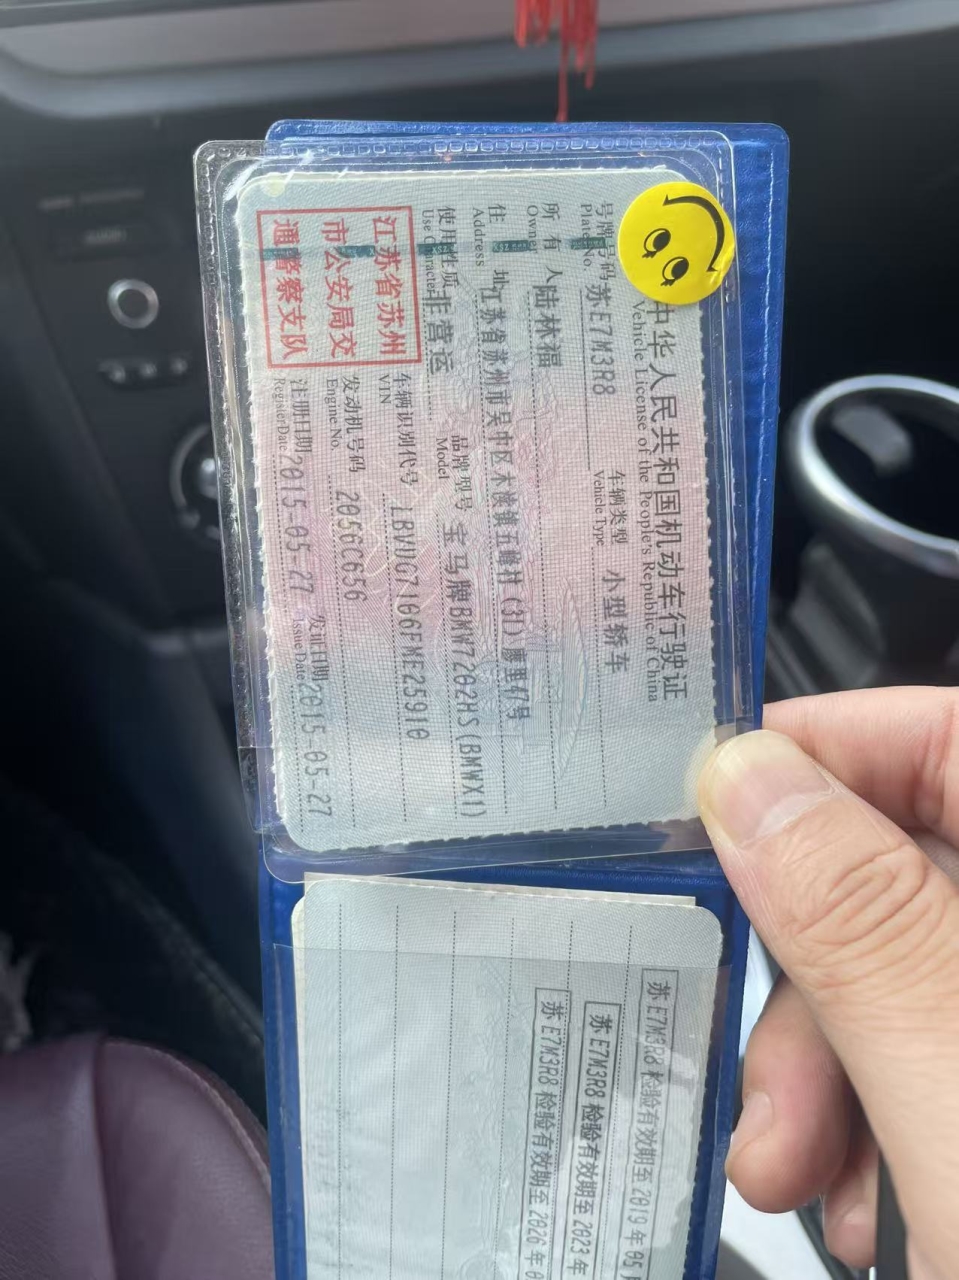 中华人民共和国机动车行驶证
Vehicle License of the People's Republic of China
号牌号码 苏E7M3R8 车辆类型 小型轿车
Plate No. Vehicle Type
所有人 陆林福
Owner
住址 江苏省苏州市吴中区木渎镇五峰村(31)廖里47号
Address
使用性质 非营运 品牌型号 宝马牌BMW7202HS(BMWX1)
Use Character Model
江苏省苏州
市公安局交
通警察支队
车辆识别代号 LBVUG7106FME25910
VIN
发动机号码 2056C656
Engine No.
注册日期 2015-05-27 发证日期 2015-05-27
Register Date Issue Date
苏E7M3R8 检验有效期至 2019年05月
苏E7M3R8 检验有效期至 2023年
苏E7M3R8 检验有效期至 2020年0